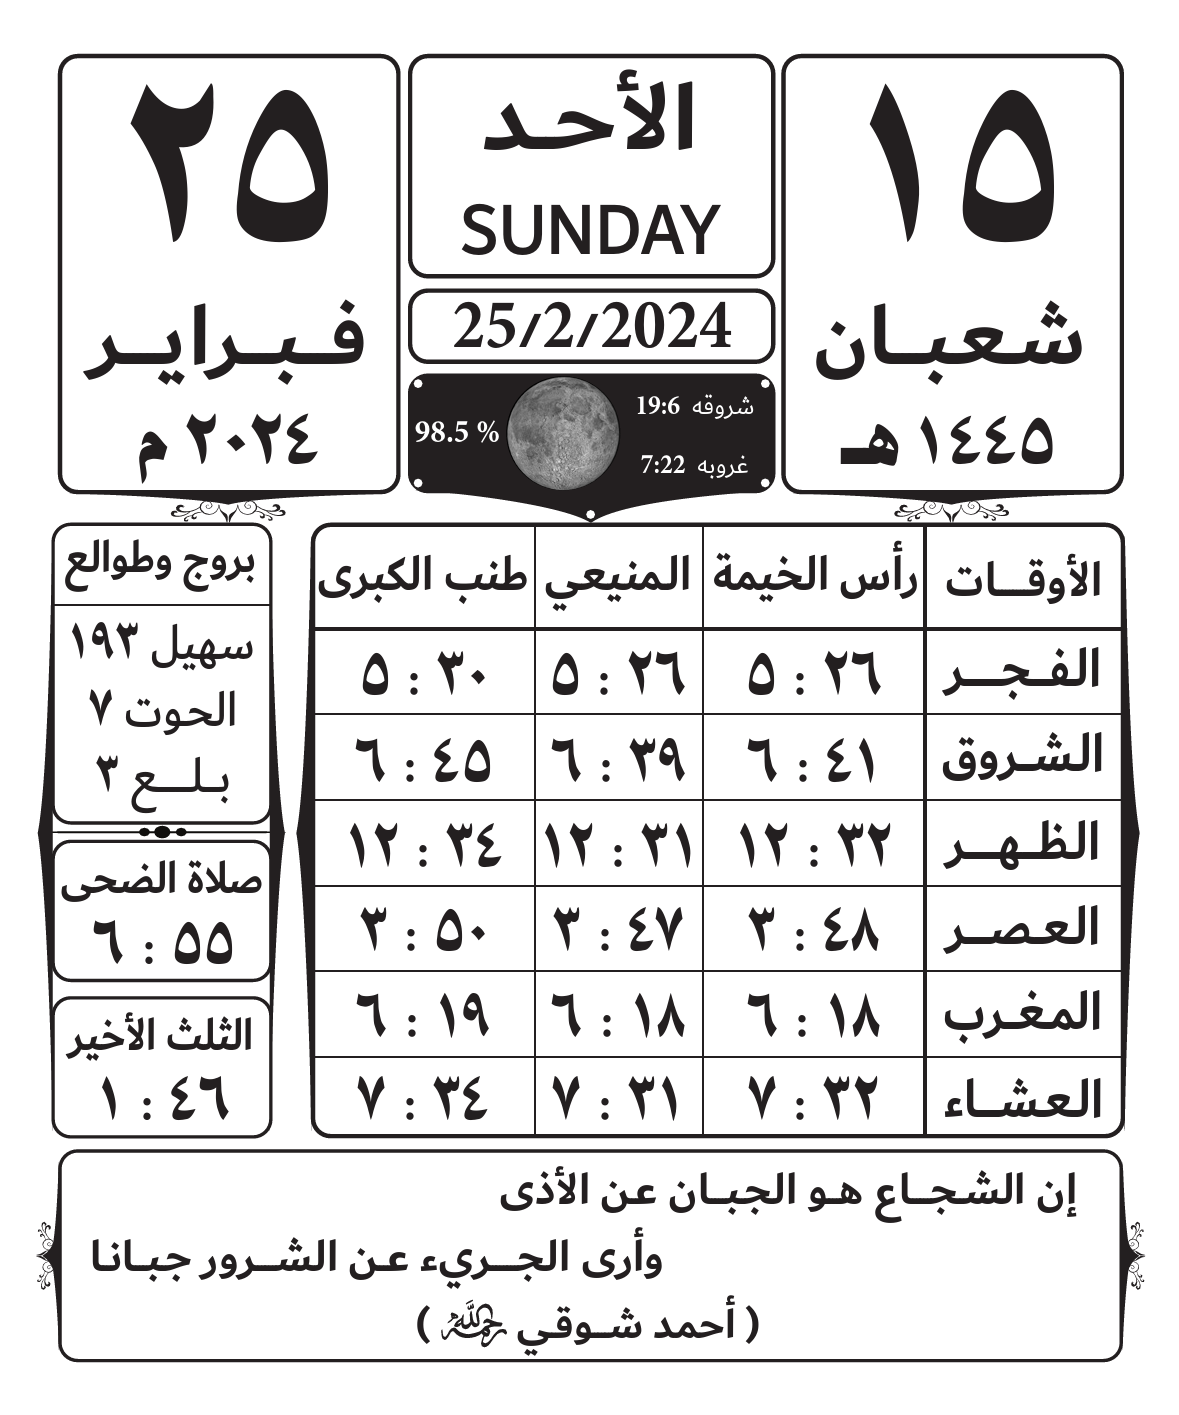 ١٥
شعبان
١٤٤٥ هـ
الأحد
SUNDAY
25/2/2024
شروقه 19:6
غروبه 7:22
98.5 %
٢٥
فبراير
٢٠٢٤ م
الأوقات رأس الخيمة المنيعي طنب الكبرى
الفجر ٢٦ : ٥ ٢٦ : ٥ ٣٠ : ٥
الشروق ٤١ : ٦ ٣٩ : ٦ ٤٥ : ٦
الظهر ٣٢ : ١٢ ٣١ : ١٢ ٣٤ : ١٢
العصر ٤٨ : ٣ ٤٧ : ٣ ٥٠ : ٣
المغرب ١٨ : ٦ ١٨ : ٦ ١٩ : ٦
العشاء ٣٢ : ٧ ٣١ : ٧ ٣٤ : ٧
بروج وطوالع
سهيل ١٩٣
الحوت ٧
بلع ٣
صلاة الضحى
٥٥ : ٦
الثلث الأخير
٤٦ : ١
إن الشجاع هو الجبان عن الأذى
وأرى الجريء عن الشرور جبانا
( أحمد شوقي رحمه الله )